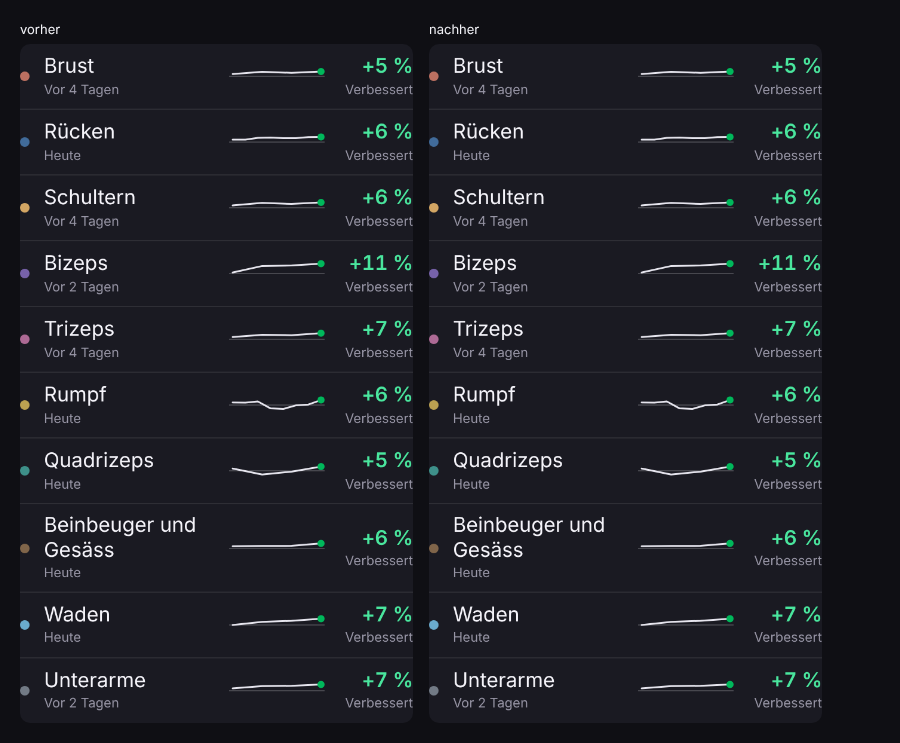 vorher
Brust
Vor 4 Tagen
+5 %
Verbessert
Rücken
Heute
+6 %
Verbessert
Schultern
Vor 4 Tagen
+6 %
Verbessert
Bizeps
Vor 2 Tagen
+11 %
Verbessert
Trizeps
Vor 4 Tagen
+7 %
Verbessert
Rumpf
Heute
+6 %
Verbessert
Quadrizeps
Heute
+5 %
Verbessert
Beinbeuger und
Gesäss
Heute
+6 %
Verbessert
Waden
Heute
+7 %
Verbessert
Unterarme
Vor 2 Tagen
+7 %
Verbessert
nachher
Brust
Vor 4 Tagen
+5 %
Verbessert
Rücken
Heute
+6 %
Verbessert
Schultern
Vor 4 Tagen
+6 %
Verbessert
Bizeps
Vor 2 Tagen
+11 %
Verbessert
Trizeps
Vor 4 Tagen
+7 %
Verbessert
Rumpf
Heute
+6 %
Verbessert
Quadrizeps
Heute
+5 %
Verbessert
Beinbeuger und
Gesäss
Heute
+6 %
Verbessert
Waden
Heute
+7 %
Verbessert
Unterarme
Vor 2 Tagen
+7 %
Verbessert